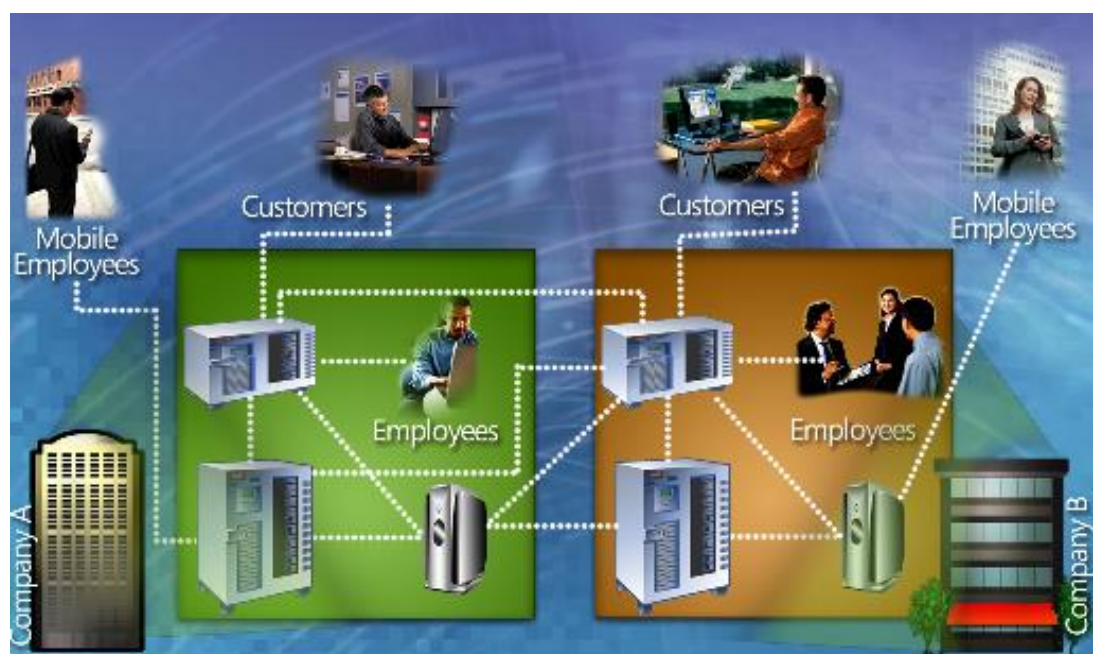 Customers
Customers
Mobile
Employees
Mobile
Employees
Employees
Employees
Company A
Company B